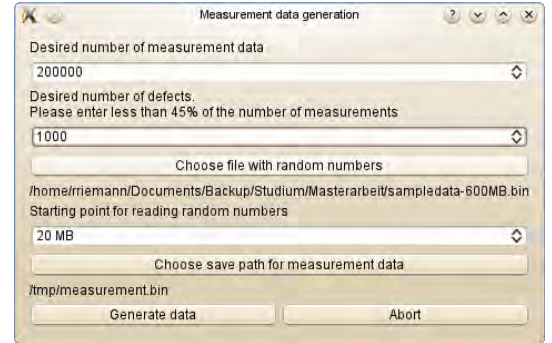 Measurement data generation
Desired number of measurement data
200000
Desired number of defects.
Please enter less than 45% of the number of measurements
1000
Choose file with random numbers
/home/rriemann/Documents/Backup/Studium/Masterarbeit/sampledata-600MB.bin
Starting point for reading random numbers
20 MB
Choose save path for measurement data
/tmp/measurement.bin
Generate data Abort